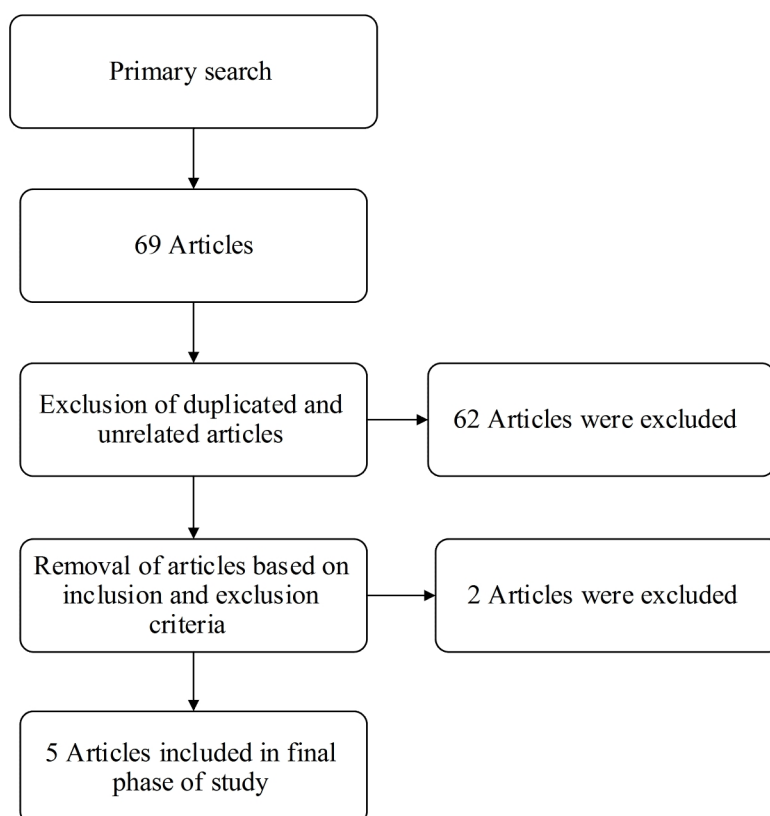 Primary search
69 Articles
Exclusion of duplicated and
unrelated articles
62 Articles were excluded
Removal of articles based on
inclusion and exclusion
criteria
2 Articles were excluded
5 Articles included in final
phase of study